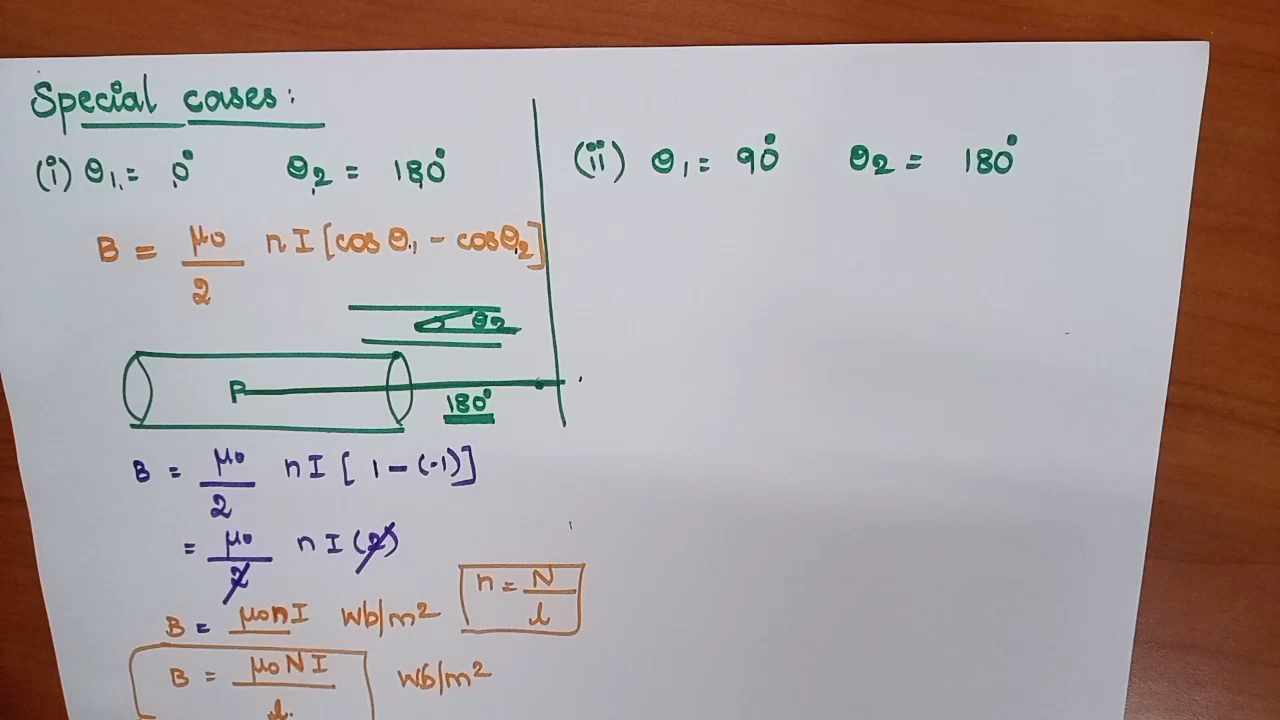 Special cases:
(i) θ₁ = 0° θ₂ = 180°
B = μ₀/2 nI [cos θ₁ - cos θ₂]
θ₂
P
180°
B = μ₀/2 nI [1 - (-1)]
= μ₀/2 nI (2)
B = μ₀nI Wb/m²
n = N/l
B = μ₀NI/l Wb/m²
(ii) θ₁ = 90° θ₂ = 180°